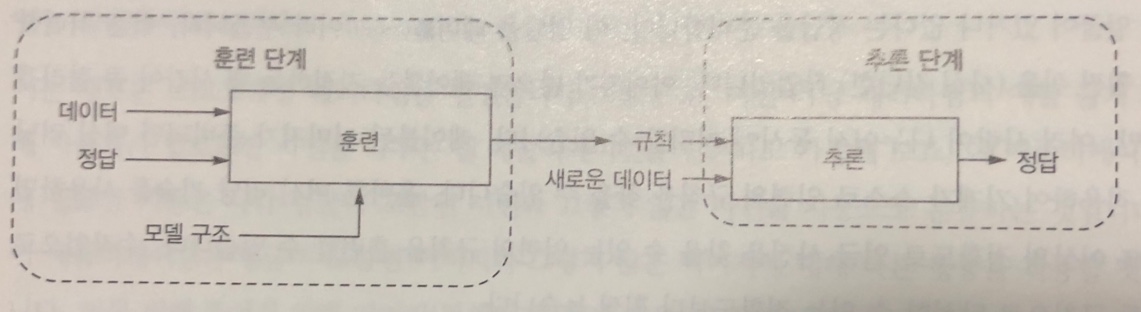 훈련 단계
데이터
정답
훈련
모델 구조
규칙
새로운 데이터
추론 단계
추론
정답